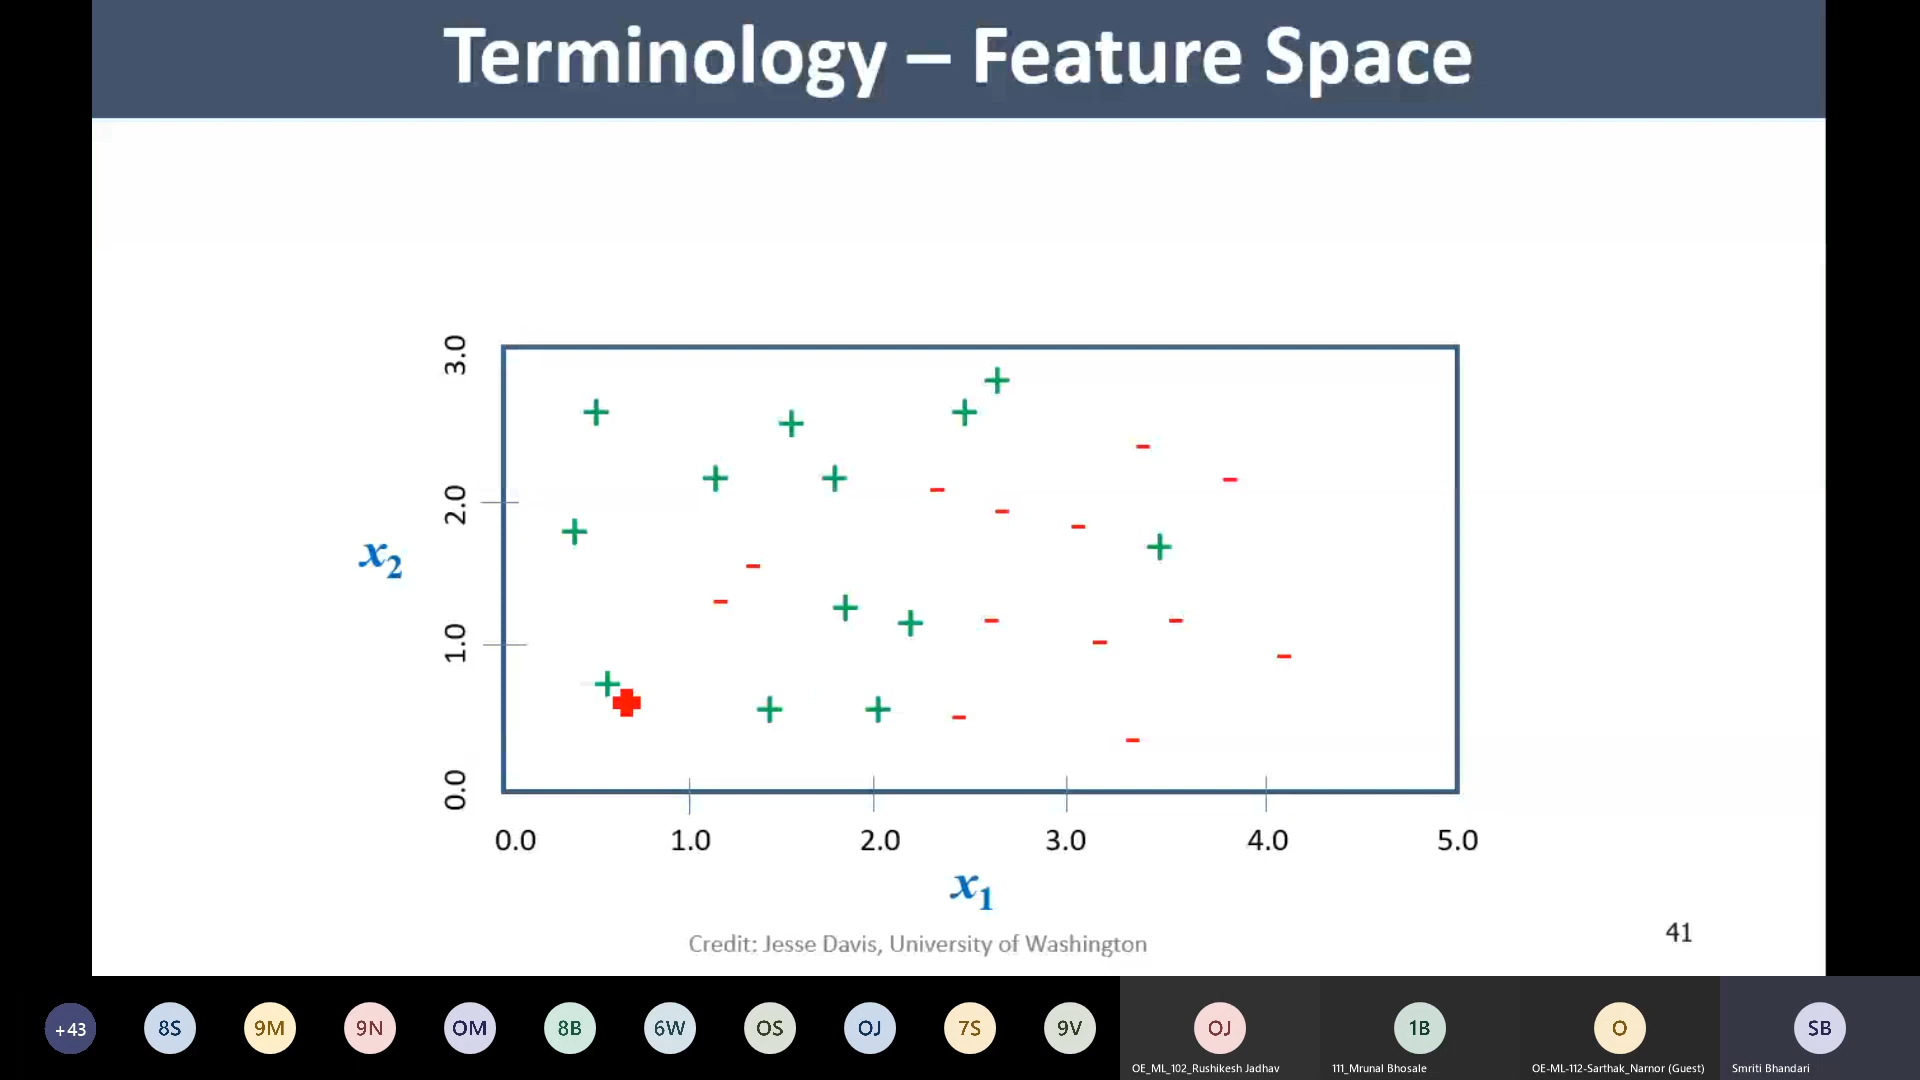 Terminology – Feature Space
3.0
2.0
x2
1.0
0.0
0.0 1.0 2.0 3.0 4.0 5.0
x1
Credit: Jesse Davis, University of Washington
41
+43 8S 9M 9N OM 8B 6W OS OJ 7S 9V OJ 1B O SB
OE_ML_102_Rushikesh Jadhav 111_Mrunal Bhosale OE-ML-112-Sarthak_Narnor (Guest) Smriti Bhandari